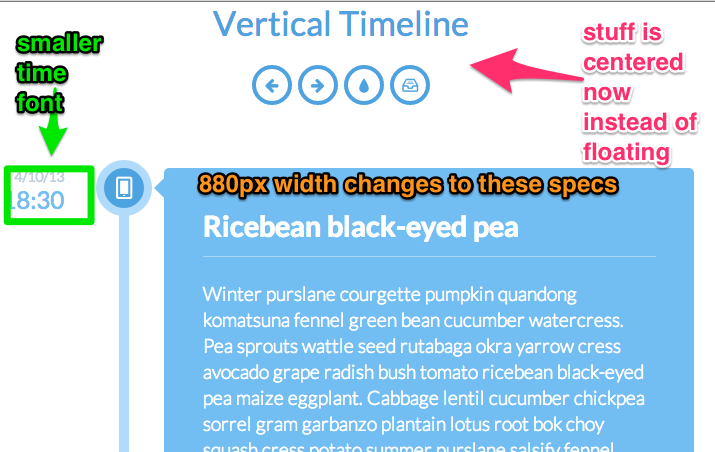 Vertical Timeline
smaller
time
font
stuff is
centered
now
instead of
floating
4/10/13
18:30
880px width changes to these specs
Ricebean black-eyed pea
Winter purslane courgette pumpkin quandong
komatsuna fennel green bean cucumber watercress.
Pea sprouts wattle seed rutabaga okra yarrow cress
avocado grape radish bush tomato ricebean black-eyed
pea maize eggplant. Cabbage lentil cucumber chickpea
sorrel gram garbanzo plantain lotus root bok choy
squash cress potato summer purslane salsify fennel